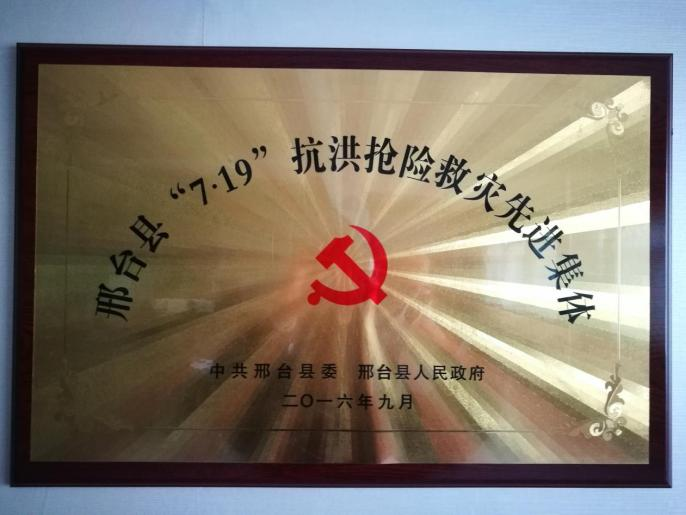 邢台县“7·19”抗洪抢险救灾先进集体
中共邢台县委 邢台县人民政府
二〇一六年九月